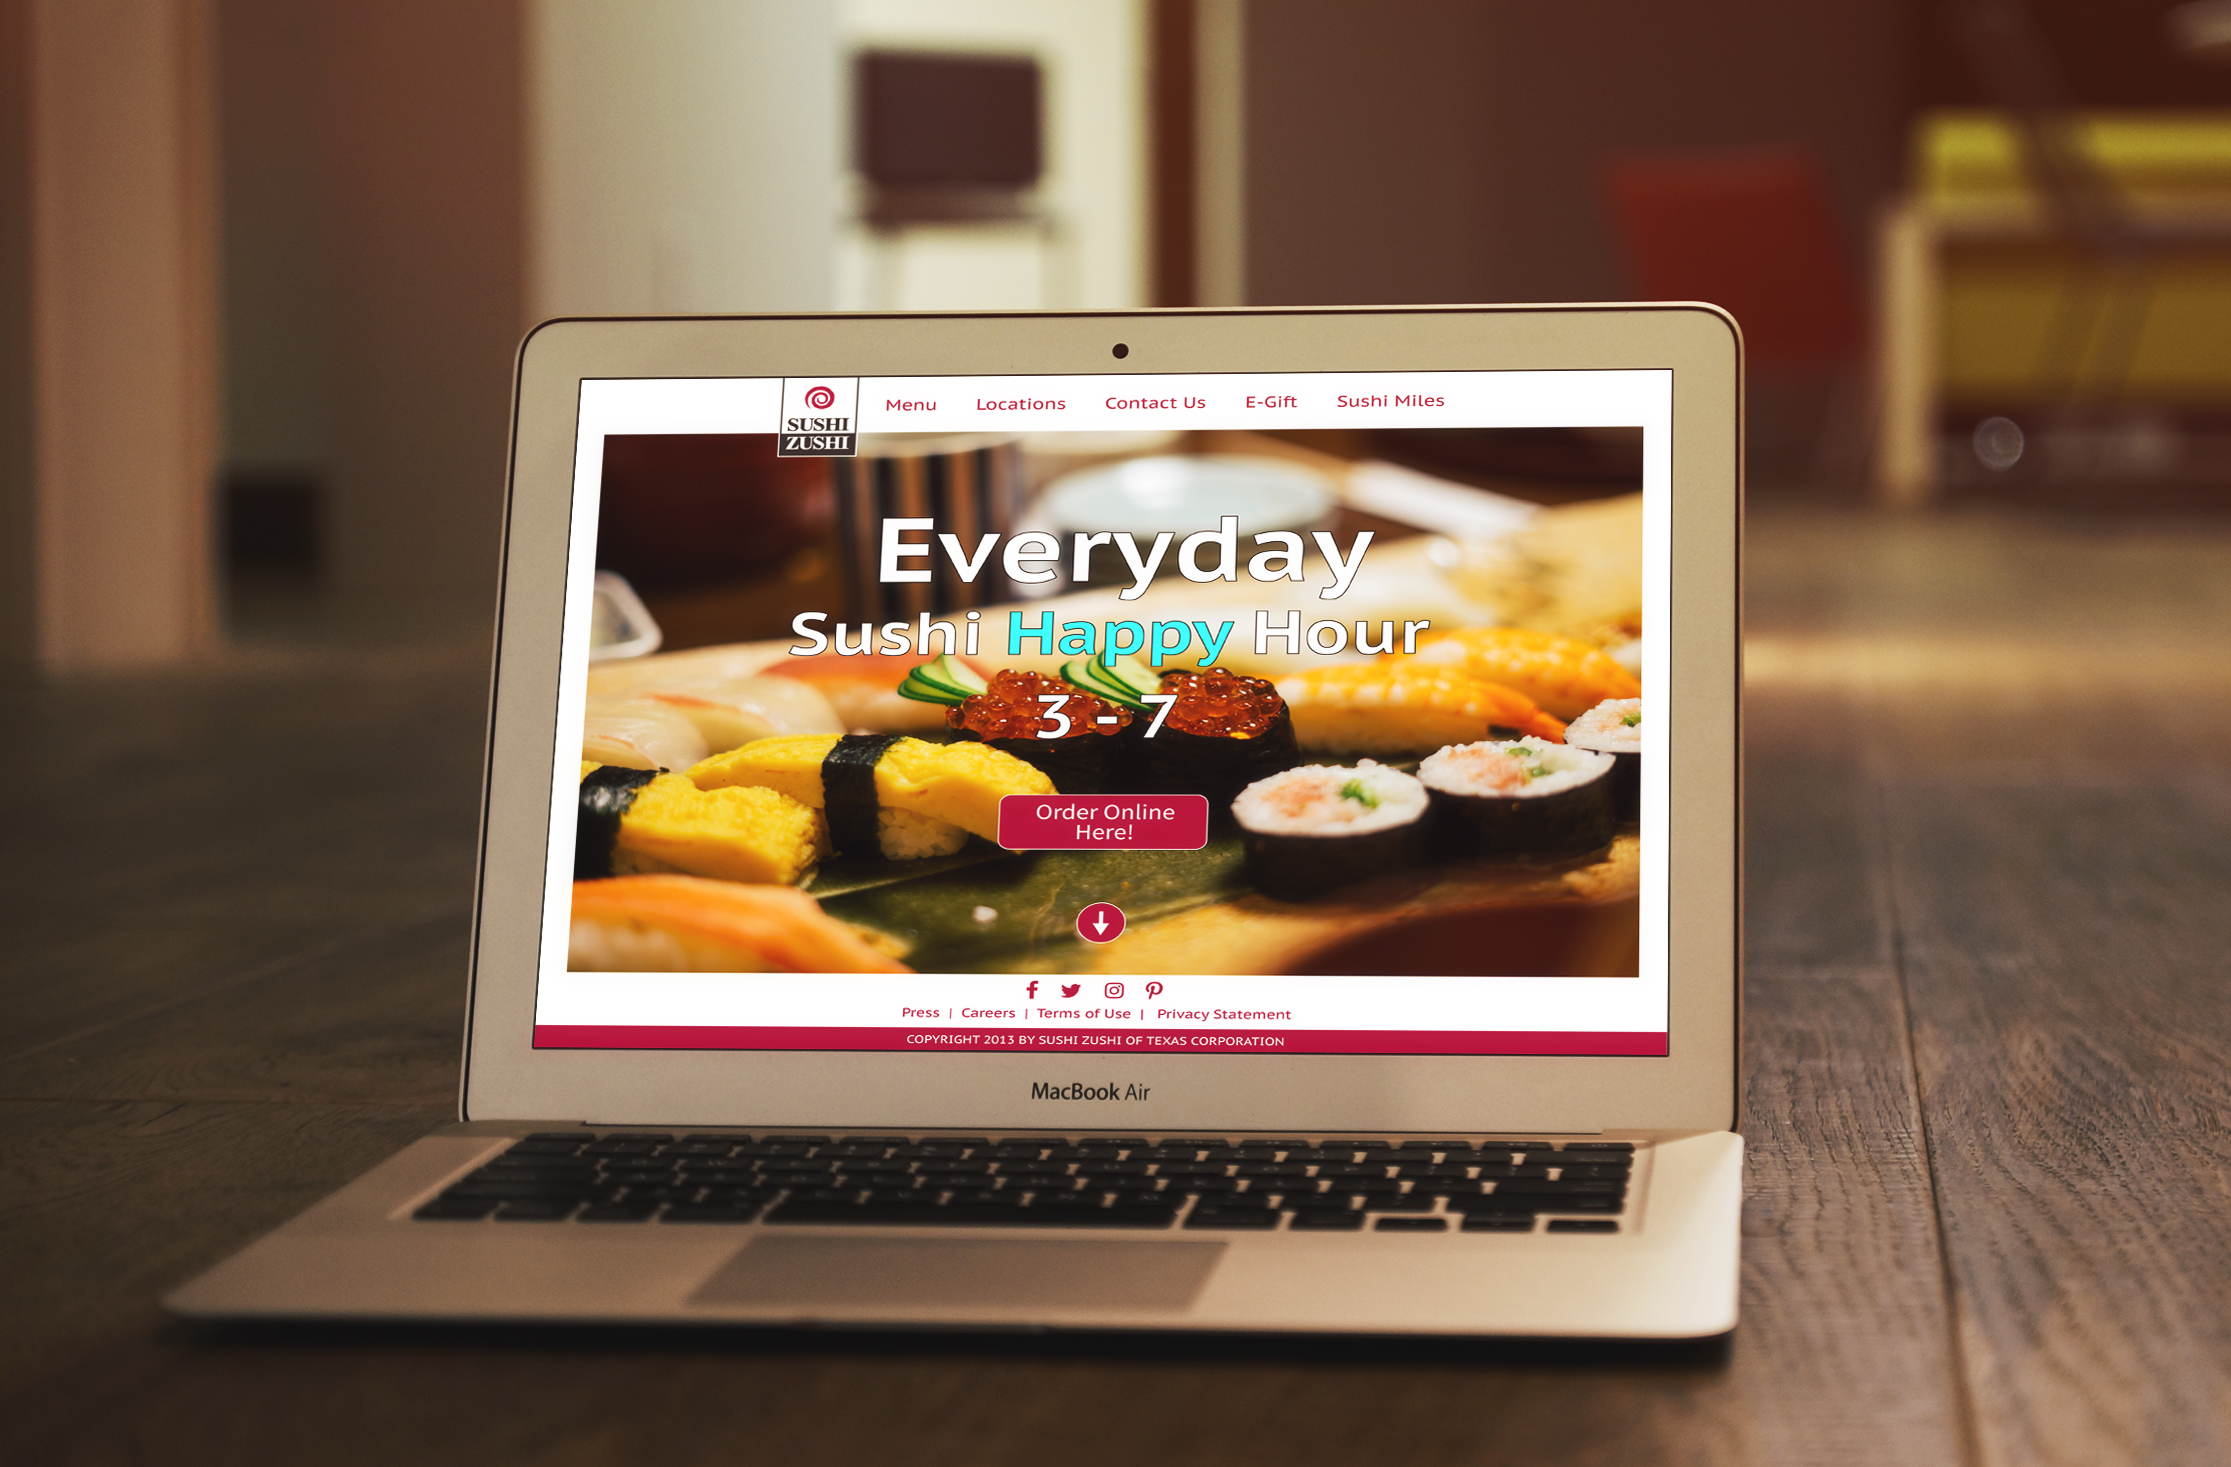 SUSHI
ZUSHI
Menu Locations Contact Us E-Gift Sushi Miles
Everyday
Sushi Happy Hour
3 - 7
Order Online
Here!
Press | Careers | Terms of Use | Privacy Statement
COPYRIGHT 2013 BY SUSHI ZUSHI OF TEXAS CORPORATION
MacBook Air